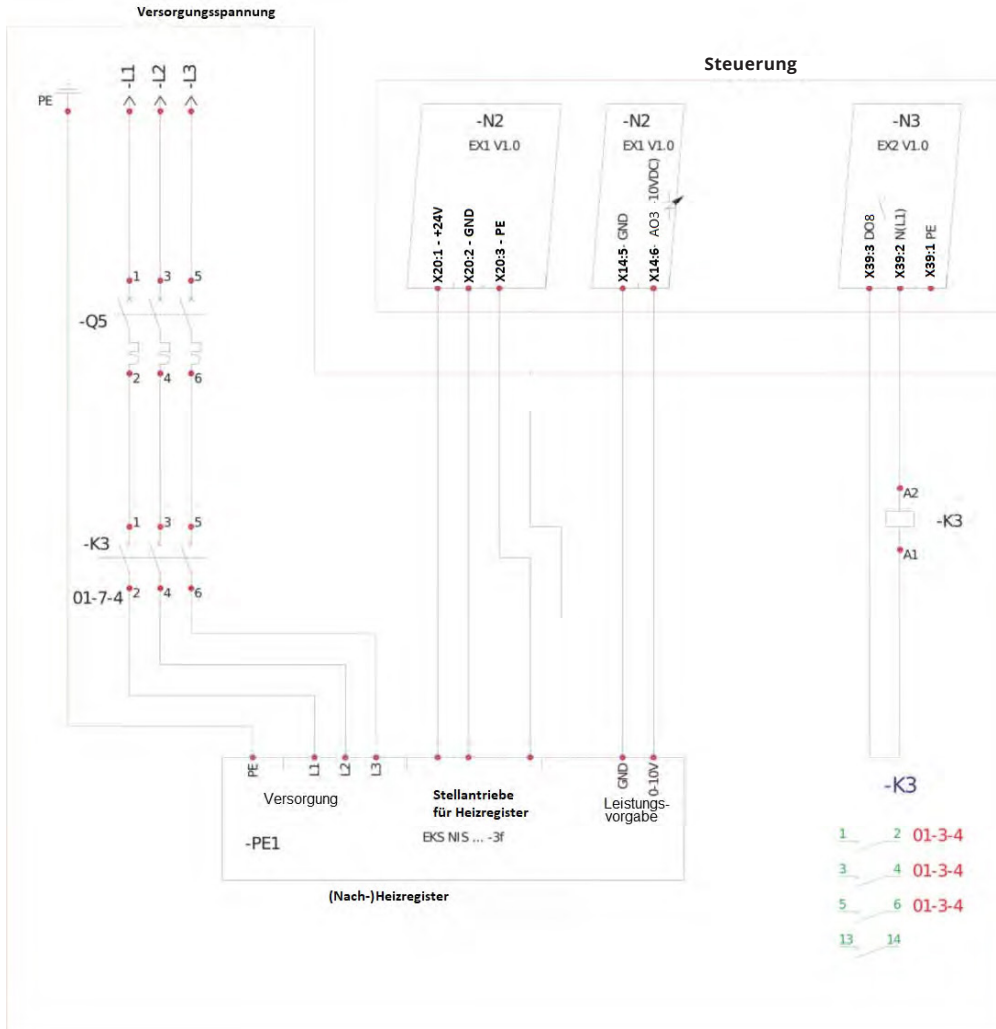 Versorgungsspannung
PE
-L1
-L2
-L3
Steuerung
-N2
EX1 V1.0
X20:1 - +24V
X20:2 - GND
X20:3 - PE
-N2
EX1 V1.0
X14:5- GND
X14:6- AO3 -10VDC)
-N3
EX2 V1.0
X39:3 DO8
X39:2 N(L1)
X39:1 PE
1 3 5
-Q5
2 4 6
1 3 5
-K3
01-7-4
2 4 6
A2
-K3
A1
PE
L1
L2
L3
GND
0-10V
Versorgung
Stellantriebe
für Heizregister
Leistungs-
vorgabe
-PE1
EKS NIS ... -3f
(Nach-)Heizregister
-K3
1 2 01-3-4
3 4 01-3-4
5 6 01-3-4
13 14